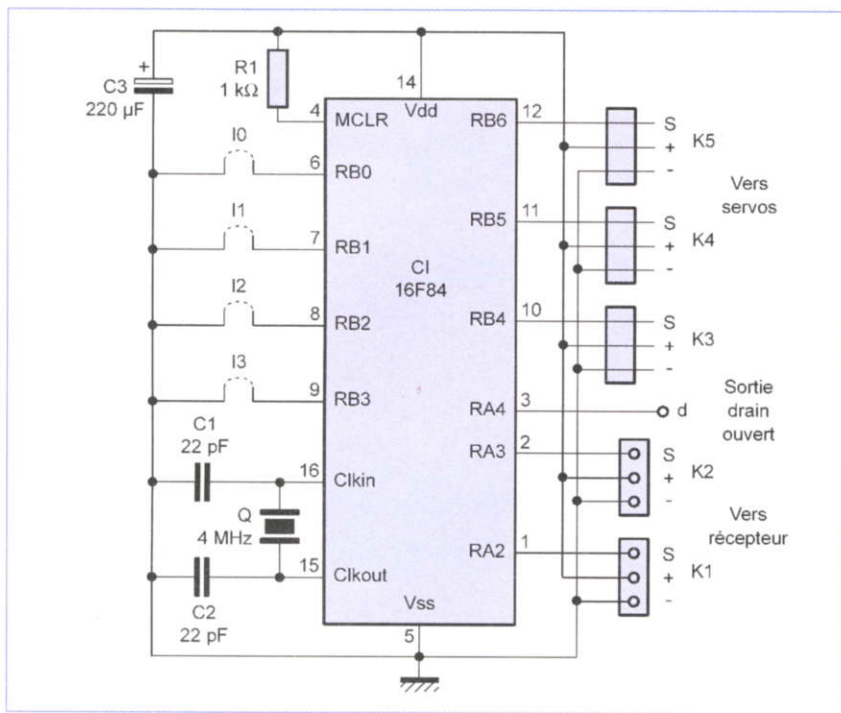 +
C3
220 µF
R1
1 kΩ
4
MCLR
14
Vdd
RB6
12
S
+
-
K5
Vers
servos
I0
6
RB0
I1
7
RB1
RB5
11
S
+
-
K4
CI
16F84
I2
8
RB2
RB4
10
S
+
-
K3
I3
9
RB3
RA4
3
d
Sortie
drain
ouvert
C1
22 pF
16
Clkin
RA3
2
S
+
-
K2
Q
4 MHz
Vers
récepteur
15
Clkout
RA2
1
S
+
-
K1
C2
22 pF
Vss
5